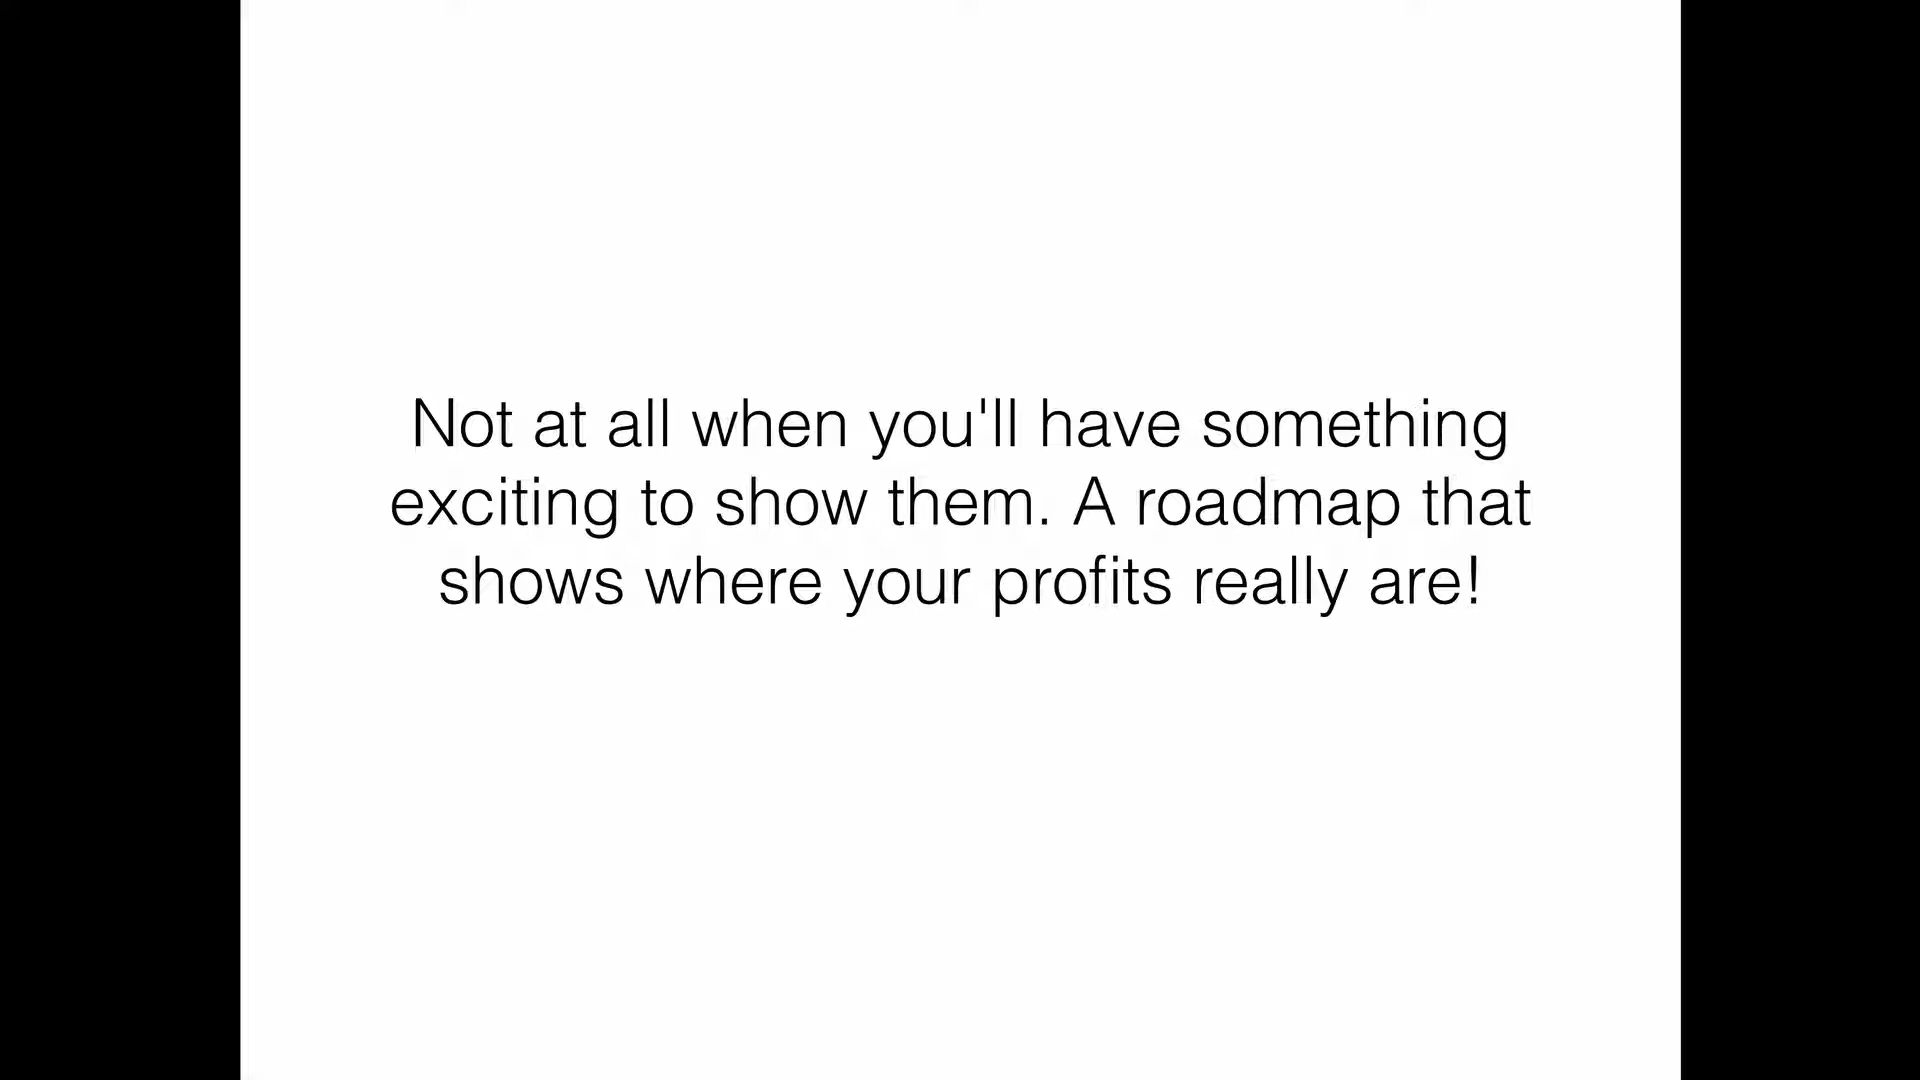 Not at all when you'll have something
exciting to show them. A roadmap that
shows where your profits really are!